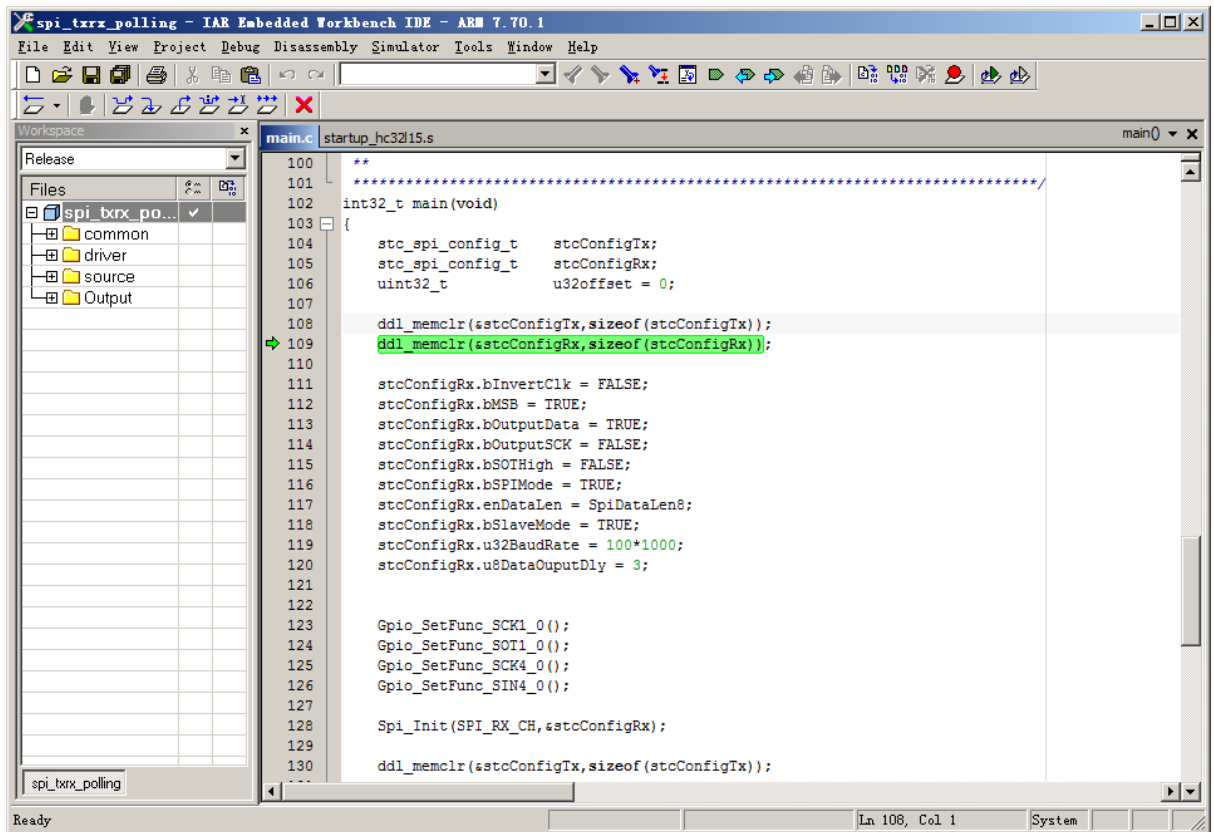 spi_txrx_polling - IAR Embedded Workbench IDE - ARM 7.70.1
File Edit View Project Debug Disassembly Simulator Tools Window Help
Workspace
main.c startup_hc32l15.s main()
Release
Files
spi_txrx_po...
common
driver
source
Output
100 **
101 *******************************************************************************/
102 int32_t main(void)
103 {
104 stc_spi_config_t stcConfigTx;
105 stc_spi_config_t stcConfigRx;
106 uint32_t u32offset = 0;
107
108 ddl_memclr(&stcConfigTx,sizeof(stcConfigTx));
109 ddl_memclr(&stcConfigRx,sizeof(stcConfigRx));
110
111 stcConfigRx.bInvertClk = FALSE;
112 stcConfigRx.bMSB = TRUE;
113 stcConfigRx.bOutputData = TRUE;
114 stcConfigRx.bOutputSCK = FALSE;
115 stcConfigRx.bSOTHigh = FALSE;
116 stcConfigRx.bSPIMode = TRUE;
117 stcConfigRx.enDataLen = SpiDataLen8;
118 stcConfigRx.bSlaveMode = TRUE;
119 stcConfigRx.u32BaudRate = 100*1000;
120 stcConfigRx.u8DataOuputDly = 3;
121
122
123 Gpio_SetFunc_SCK1_0();
124 Gpio_SetFunc_SOT1_0();
125 Gpio_SetFunc_SCK4_0();
126 Gpio_SetFunc_SIN4_0();
127
128 Spi_Init(SPI_RX_CH,&stcConfigRx);
129
130 ddl_memclr(&stcConfigTx,sizeof(stcConfigTx));
spi_txrx_polling
Ready Ln 108, Col 1 System